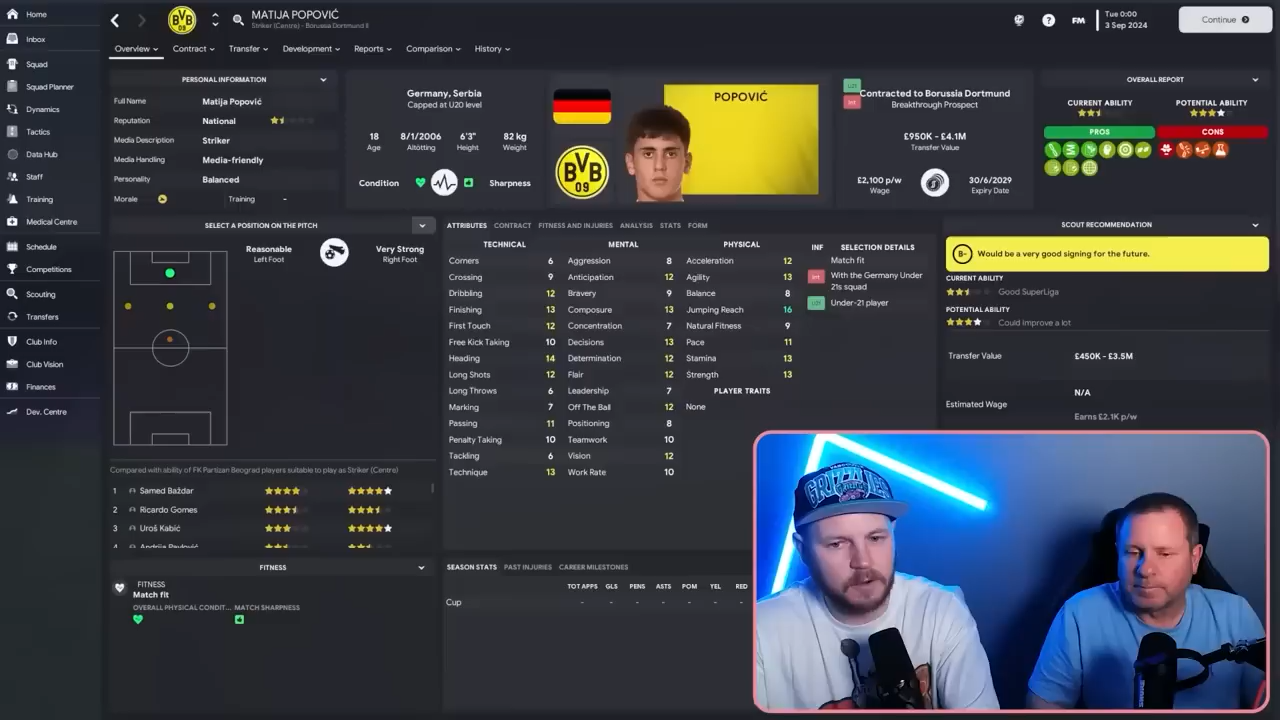 Home
Inbox
Squad
Squad Planner
Dynamics
Tactics
Data Hub
Staff
Training
Medical Centre
Schedule
Competitions
Scouting
Transfers
Club Info
Club Vision
Finances
Dev. Centre
BVB 09
MATIJA POPOVIĆ
Striker (Centre) - Borussia Dortmund II
FM
Tue 0:00
3 Sep 2024
Continue
Overview
Contract
Transfer
Development
Reports
Comparison
History
PERSONAL INFORMATION
Full Name Matija Popović
Reputation National
Media Description Striker
Media Handling Media-friendly
Personality Balanced
Morale Training -
Germany, Serbia
Capped at U20 level
18 8/1/2006 6'3" 82 kg
Age Altötting Height Weight
Condition Sharpness
BVB 09
POPOVIĆ
U21
Int
Contracted to Borussia Dortmund
Breakthrough Prospect
£950K - £4.1M
Transfer Value
£2,100 p/w 30/6/2029
Wage Expiry Date
OVERALL REPORT
CURRENT ABILITY POTENTIAL ABILITY
PROS CONS
SELECT A POSITION ON THE PITCH
Reasonable Very Strong
Left Foot Right Foot
Compared with ability of FK Partizan Beograd players suitable to play as Striker (Centre)
1 Samed Baždar
2 Ricardo Gomes
3 Uroš Kabić
4 Andrija Pavlović
FITNESS
FITNESS
Match fit
OVERALL PHYSICAL CONDIT... MATCH SHARPNESS
ATTRIBUTES CONTRACT FITNESS AND INJURIES ANALYSIS STATS FORM
TECHNICAL
Corners 6
Crossing 9
Dribbling 12
Finishing 13
First Touch 12
Free Kick Taking 10
Heading 14
Long Shots 12
Long Throws 6
Marking 7
Passing 11
Penalty Taking 10
Tackling 6
Technique 13
MENTAL
Aggression 8
Anticipation 12
Bravery 9
Composure 13
Concentration 7
Decisions 13
Determination 12
Flair 12
Leadership 7
Off The Ball 12
Positioning 8
Teamwork 10
Vision 12
Work Rate 10
PHYSICAL
Acceleration 12
Agility 13
Balance 8
Jumping Reach 16
Natural Fitness 9
Pace 11
Stamina 13
Strength 13
PLAYER TRAITS
None
INF SELECTION DETAILS
Match fit
Int With the Germany Under
21s squad
U21 Under-21 player
SEASON STATS PAST INJURIES CAREER MILESTONES
TOT APPS GLS PENS ASTS POM YEL RED
Cup - - - - - - -
SCOUT RECOMMENDATION
B- Would be a very good signing for the future.
CURRENT ABILITY
Good SuperLiga
POTENTIAL ABILITY
Could improve a lot
Transfer Value £450K - £3.5M
N/A
Estimated Wage
Earns £2.1K p/w
GRIZZLIES